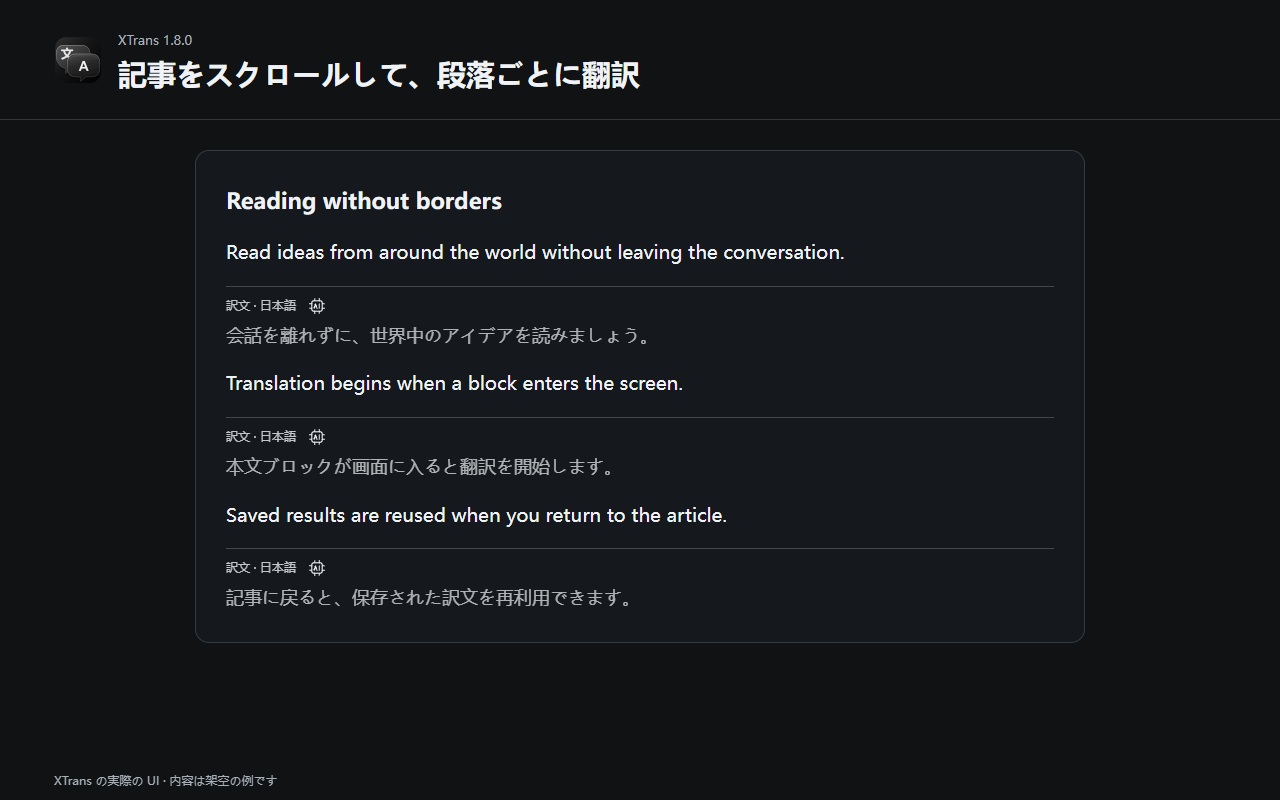 文
A
XTrans 1.8.0
記事をスクロールして、段落ごとに翻訳
Reading without borders
Read ideas from around the world without leaving the conversation.
訳文 · 日本語 AI
会話を離れずに、世界中のアイデアを読みましょう。
Translation begins when a block enters the screen.
訳文 · 日本語 AI
本文ブロックが画面に入ると翻訳を開始します。
Saved results are reused when you return to the article.
訳文 · 日本語 AI
記事に戻ると、保存された訳文を再利用できます。
XTrans の実際の UI · 内容は架空の例です